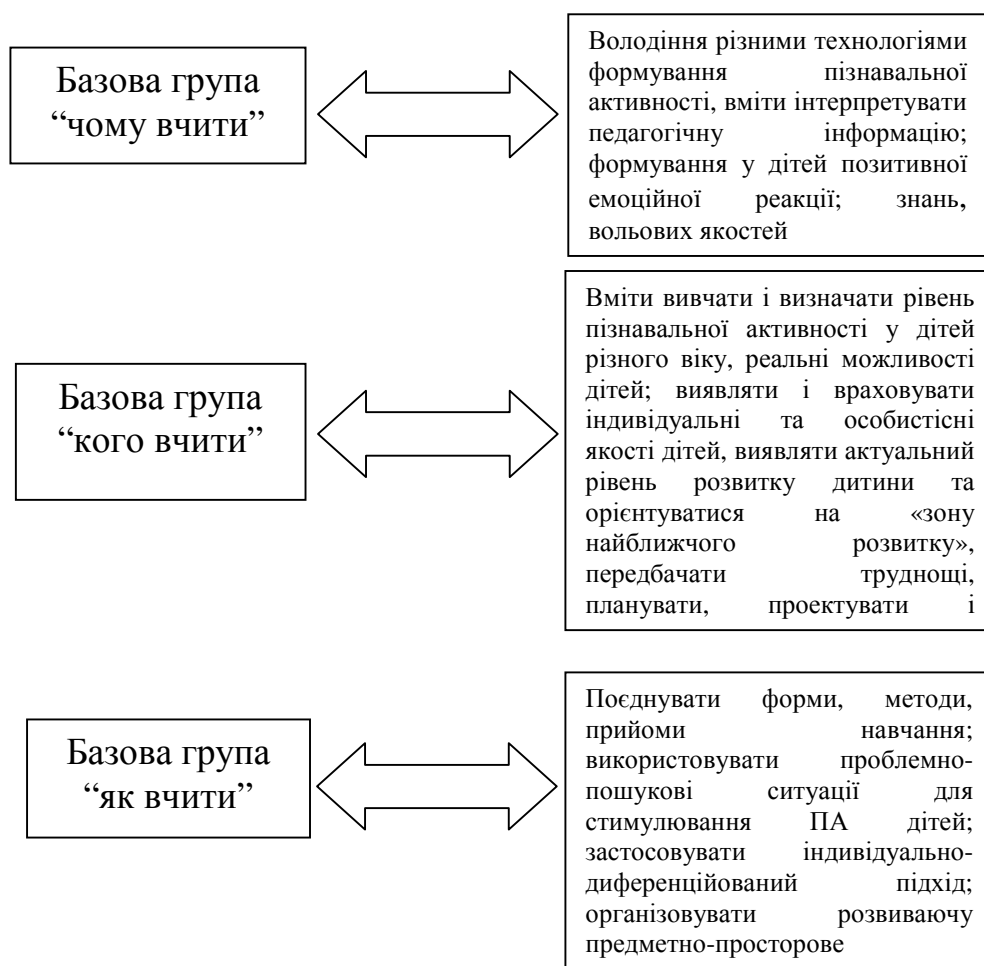 Базова група
“чому вчити”
Володіння різними технологіями
формування пізнавальної
активності, вміти інтерпретувати
педагогічну інформацію;
формування у дітей позитивної
емоційної реакції; знань,
вольових якостей
Базова група
“кого вчити”
Вміти вивчати і визначати рівень
пізнавальної активності у дітей
різного віку, реальні можливості
дітей; виявляти і враховувати
індивідуальні та особистісні
якості дітей, виявляти актуальний
рівень розвитку дитини та
орієнтуватися на «зону
найближчого розвитку»,
передбачати труднощі,
планувати, проектувати і
Базова група
“як вчити”
Поєднувати форми, методи,
прийоми навчання;
використовувати проблемно-
пошукові ситуації для
стимулювання ПА дітей;
застосовувати індивідуально-
диференційований підхід;
організовувати розвиваючу
предметно-просторове